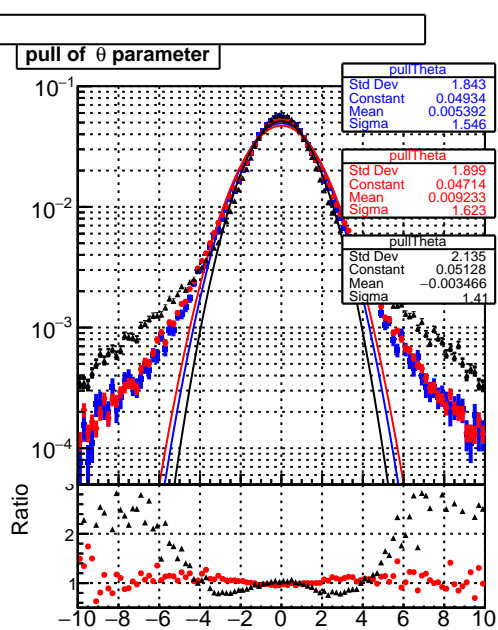 pull of θ parameter
pullTheta
Std Dev 1.843
Constant 0.04934
Mean 0.005392
Sigma 1.546
pullTheta
Std Dev 1.899
Constant 0.04714
Mean 0.009233
Sigma 1.623
pullTheta
Std Dev 2.135
Constant 0.05128
Mean −0.003466
Sigma 1.41
10−1
10−2
10−3
10−4
3
Ratio
2
1
−10 −8 −6 −4 −2 0 2 4 6 8 10